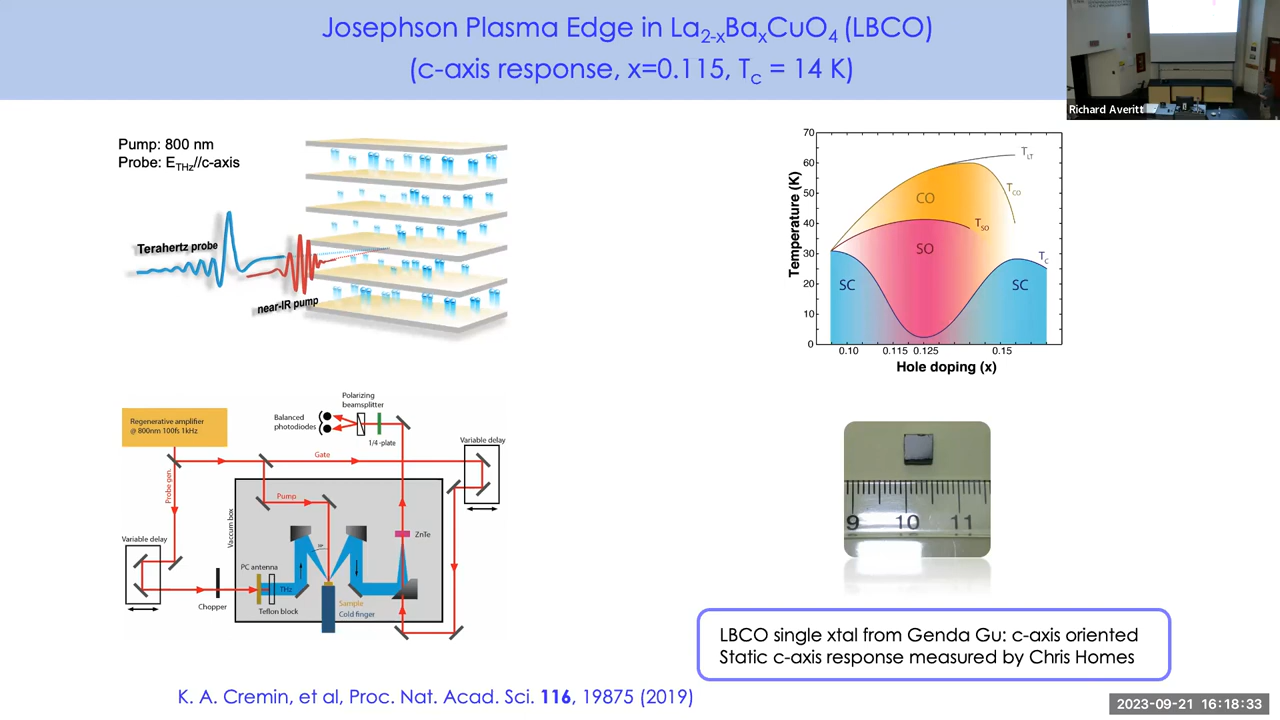 Josephson Plasma Edge in La2-xBaxCuO4 (LBCO)
(c-axis response, x=0.115, Tc = 14 K)
Richard Averitt
Pump: 800 nm
Probe: ETHz//c-axis
Terahertz probe
near-IR pump
Temperature (K)
70
60
50
40
30
20
10
0
TLT
TCO
CO
TSO
SO
TC
SC
SC
0.10
0.115
0.125
0.15
Hole doping (x)
Regenerative amplifier
@ 800nm 100fs 1kHz
Balanced
photodiodes
Polarizing
beamsplitter
1/4-plate
Variable delay
Gate
Probe gen.
Pump
Vaccum box
ZnTe
Variable delay
PC antenna
THz
Chopper
Teflon block
Sample
Cold finger
9 10 11
LBCO single xtal from Genda Gu: c-axis oriented
Static c-axis response measured by Chris Homes
K. A. Cremin, et al, Proc. Nat. Acad. Sci. 116, 19875 (2019)
2023-09-21 16:18:33